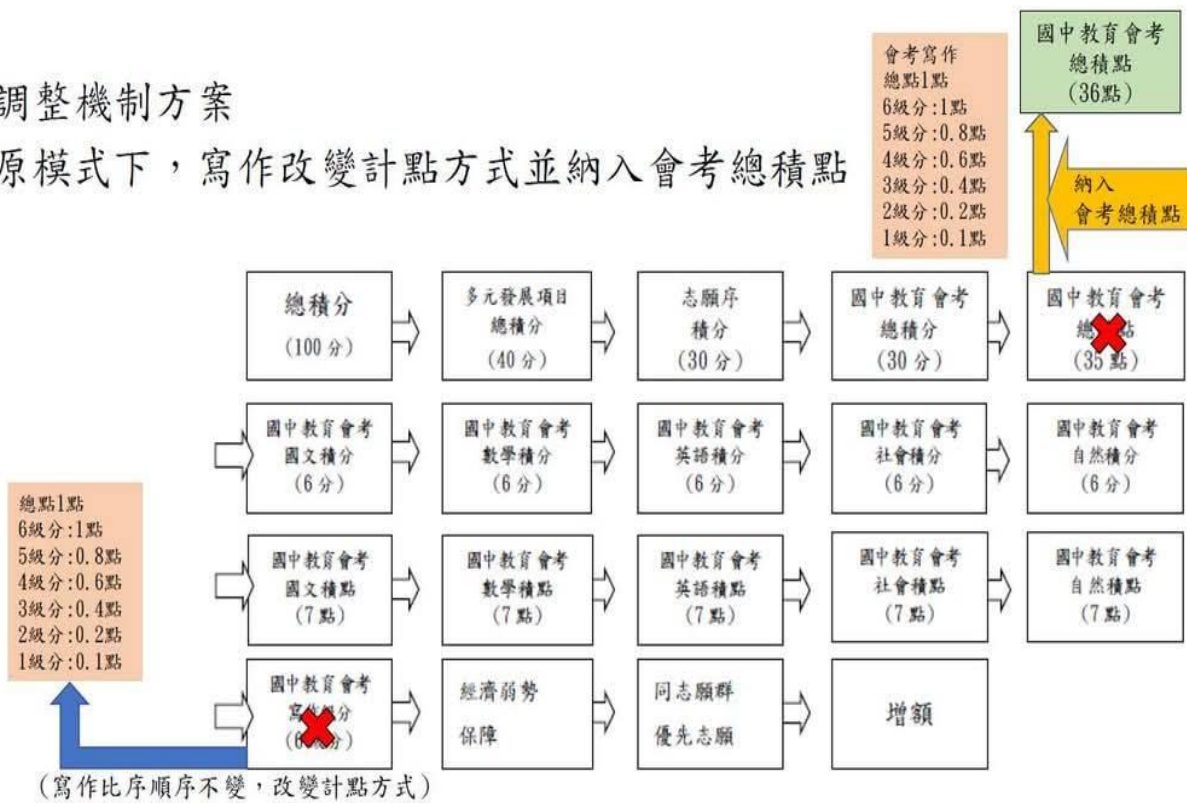 調整機制方案
原模式下，寫作改變計點方式並納入會考總積點
會考寫作
總點1點
6級分:1點
5級分:0.8點
4級分:0.6點
3級分:0.4點
2級分:0.2點
1級分:0.1點
國中教育會考
總積點
(36點)
納入
會考總積點
總積分
(100分)
多元發展項目
總積分
(40分)
志願序
積分
(30分)
國中教育會考
總積分
(30分)
國中教育會考
總 點
(35點)
國中教育會考
國文積分
(6分)
國中教育會考
數學積分
(6分)
國中教育會考
英語積分
(6分)
國中教育會考
社會積分
(6分)
國中教育會考
自然積分
(6分)
總點1點
6級分:1點
5級分:0.8點
4級分:0.6點
3級分:0.4點
2級分:0.2點
1級分:0.1點
國中教育會考
國文積點
(7點)
國中教育會考
數學積點
(7點)
國中教育會考
英語積點
(7點)
國中教育會考
社會積點
(7點)
國中教育會考
自然積點
(7點)
國中教育會考
寫作 分
(6 分)
經濟弱勢
保障
同志願群
優先志願
增額
(寫作比序順序不變，改變計點方式)